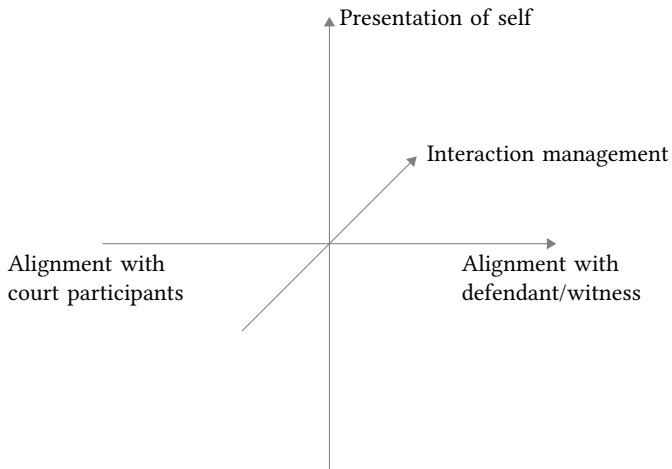 Presentation of self
Interaction management
Alignment with
court participants
Alignment with
defendant/witness